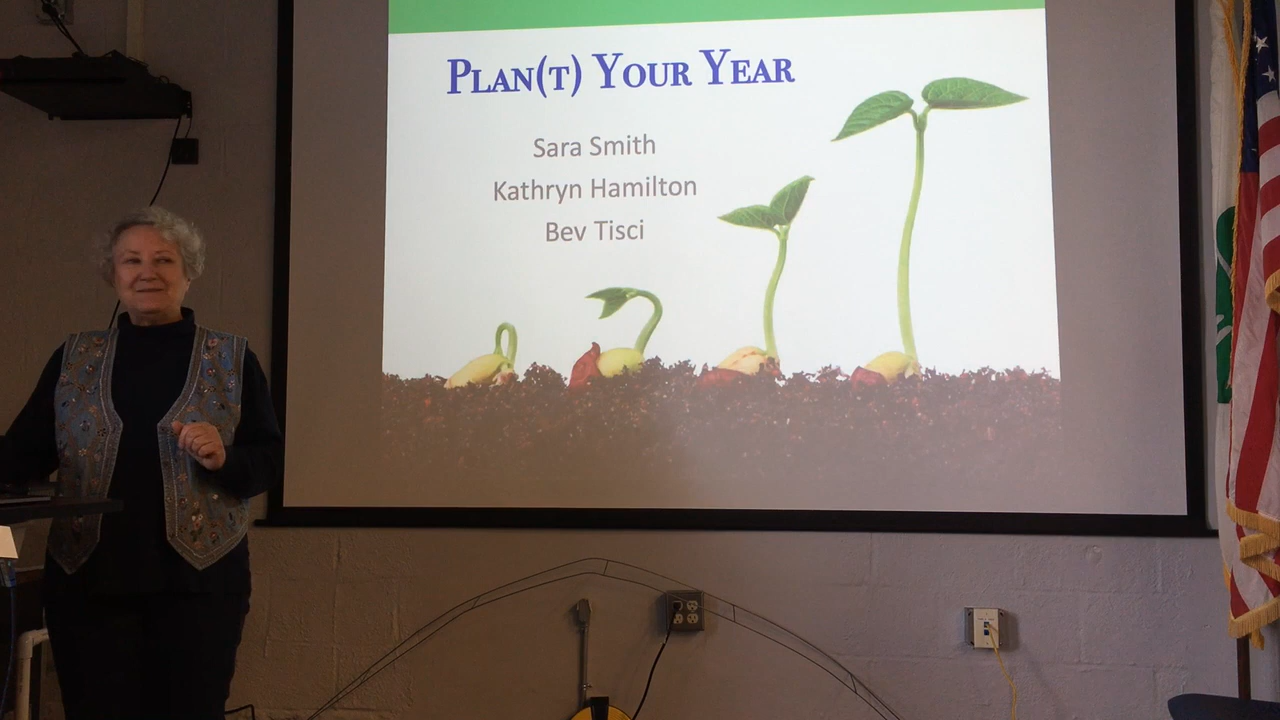 Plan(t) Your Year
Sara Smith
Kathryn Hamilton
Bev Tisci